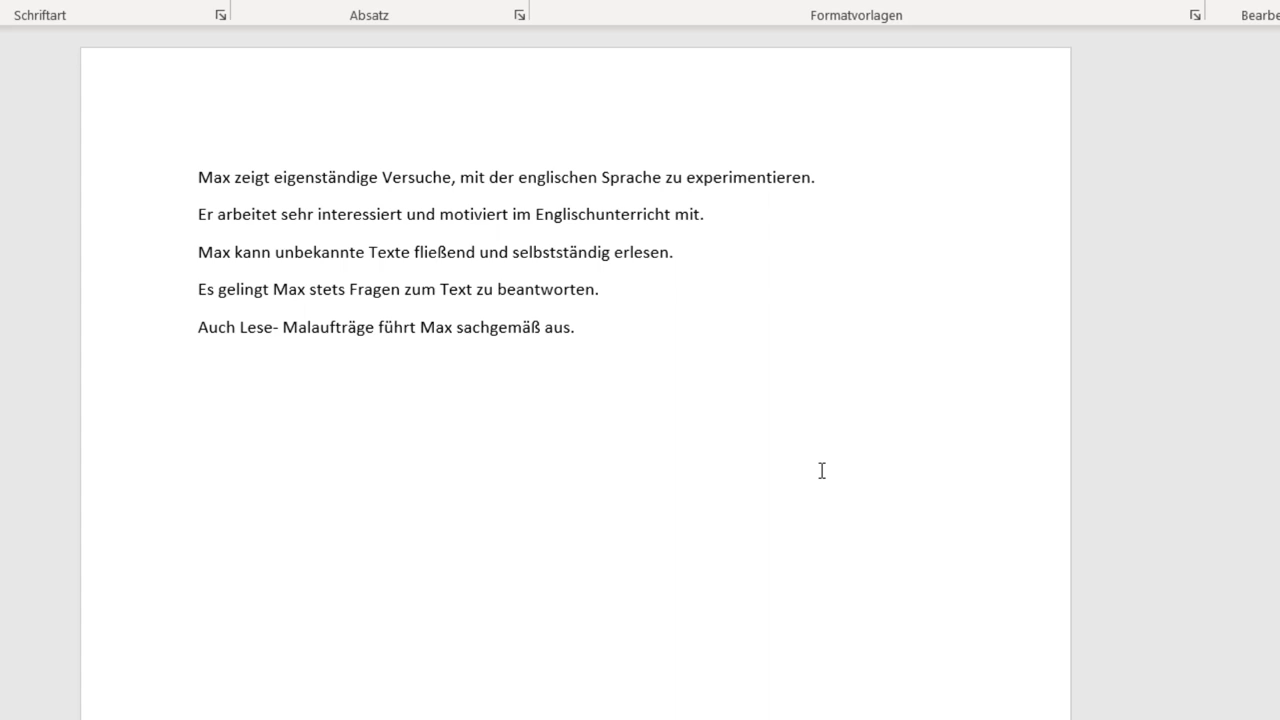 Schriftart Absatz Formatvorlagen Bearbe
Max zeigt eigenständige Versuche, mit der englischen Sprache zu experimentieren.
Er arbeitet sehr interessiert und motiviert im Englischunterricht mit.
Max kann unbekannte Texte fließend und selbstständig erlesen.
Es gelingt Max stets Fragen zum Text zu beantworten.
Auch Lese- Malaufträge führt Max sachgemäß aus.